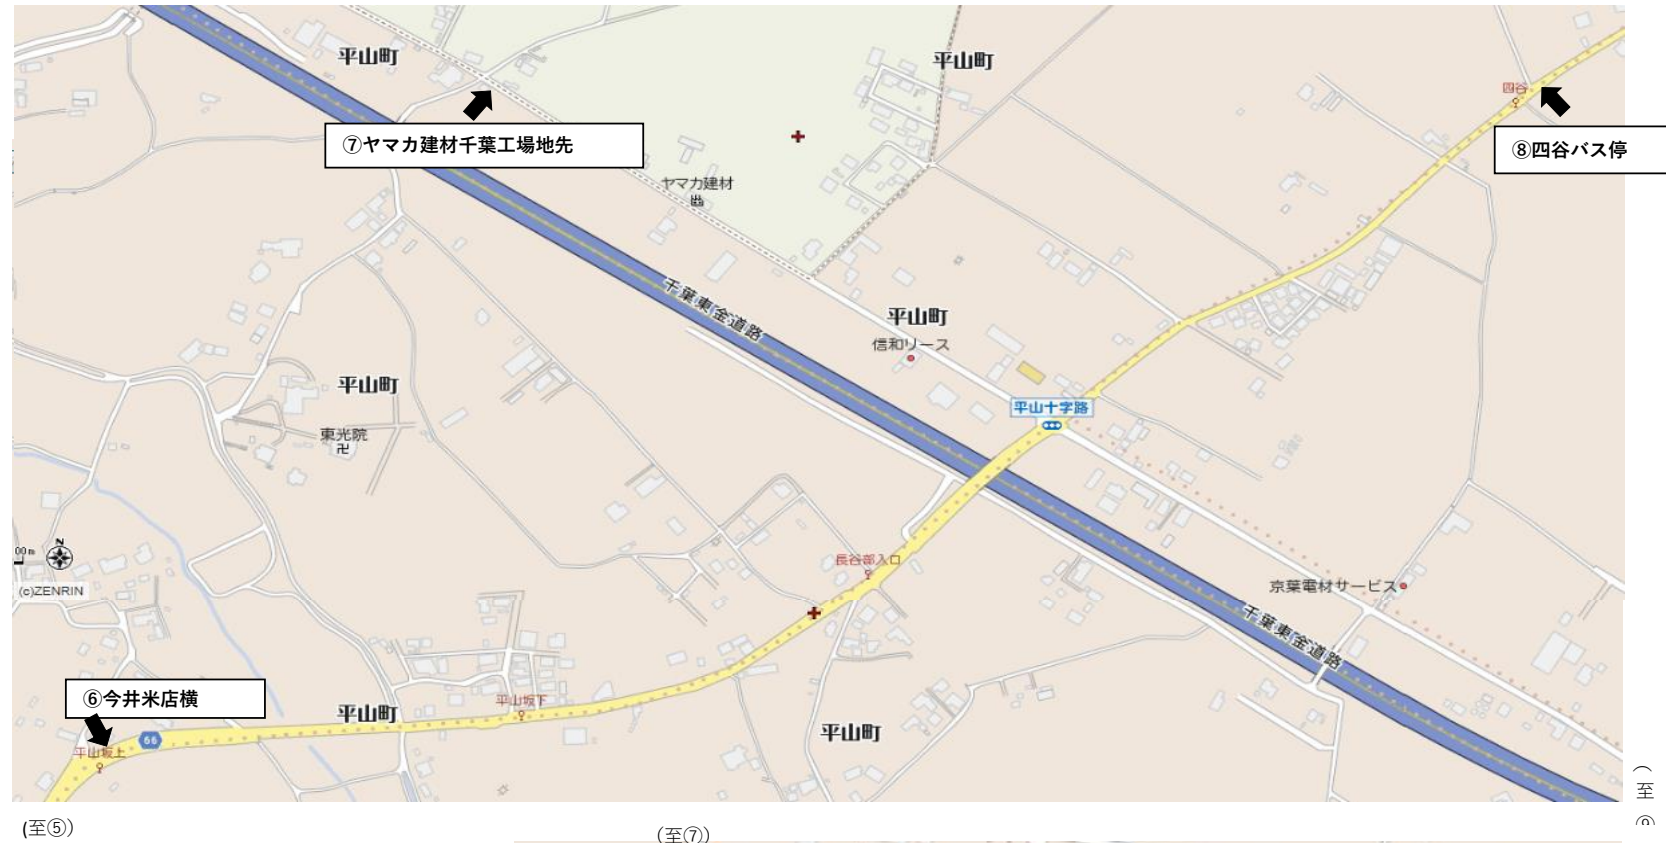 平山町
平山町
四谷
⑦ヤマカ建材千葉工場地先
⑧四谷バス停
ヤマカ建材
千葉東金道路
平山町
信和リース
平山町
平山十字路
東光院
長谷部入口
00m
N
(c)ZENRIN
京葉電材サービス
千葉東金道路
⑥今井米店横
平山坂下
平山町
平山町
66
平山坂上
(至⑤)
(至⑦)
(至⑨